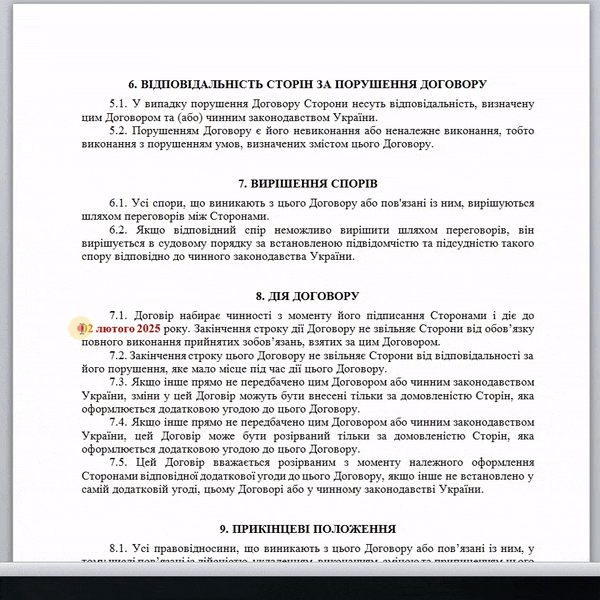 6. ВІДПОВІДАЛЬНІСТЬ СТОРІН ЗА ПОРУШЕННЯ ДОГОВОРУ
5.1. У випадку порушення Договору Сторони несуть відповідальність, визначену
цим Договором та (або) чинним законодавством України.
5.2. Порушенням Договору є його невиконання або неналежне виконання, тобто
виконання з порушенням умов, визначених змістом цього Договору.
7. ВИРІШЕННЯ СПОРІВ
6.1. Усі спори, що виникають з цього Договору або пов'язані із ним, вирішуються
шляхом переговорів між Сторонами.
6.2. Якщо відповідний спір неможливо вирішити шляхом переговорів, він
вирішується в судовому порядку за встановленою підвідомчістю та підсудністю такого
спору відповідно до чинного законодавства України.
8. ДІЯ ДОГОВОРУ
7.1. Договір набирає чинності з моменту його підписання Сторонами і діє до
02 лютого 2025 року. Закінчення строку дії Договору не звільняє Сторони від обов’язку
повного виконання прийнятих зобов’язань, взятих за цим Договором.
7.2. Закінчення строку цього Договору не звільняє Сторони від відповідальності за
його порушення, яке мало місце під час дії цього Договору.
7.3. Якщо інше прямо не передбачено цим Договором або чинним законодавством
України, зміни у цей Договір можуть бути внесені тільки за домовленістю Сторін, яка
оформлюється додатковою угодою до цього Договору.
7.4. Якщо інше прямо не передбачено цим Договором або чинним законодавством
України, цей Договір може бути розірваний тільки за домовленістю Сторін, яка
оформлюється додатковою угодою до цього Договору.
7.5. Цей Договір вважається розірваним з моменту належного оформлення
Сторонами відповідної додаткової угоди до цього Договору, якщо інше не встановлено у
самій додатковій угоді, цьому Договорі або у чинному законодавстві України.
9. ПРИКІНЦЕВІ ПОЛОЖЕННЯ
8.1. Усі правовідносини, що виникають з цього Договору або пов’язані із ним, у
тому числі пов’язані із дійсністю, укладенням, виконанням, зміною та припиненням цього